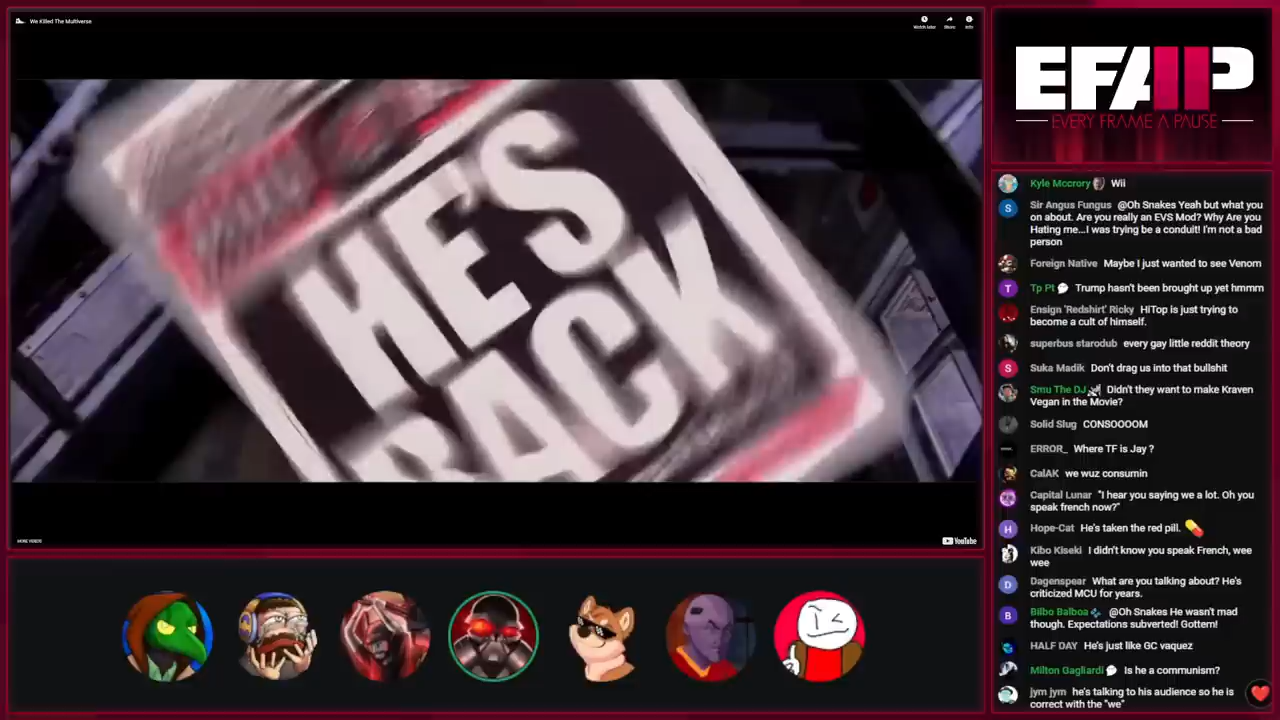 We Killed The Multiverse
Watch later
Share
Info
HE'S
BACK
MORE VIDEOS
YouTube
EFAP
EVERY FRAME A PAUSE
Kyle Mccrory Wii
Sir Angus Fungus @Oh Snakes Yeah but what you
on about. Are you really an EVS Mod? Why Are you
Hating me...I was trying be a conduit! I'm not a bad
person
Foreign Native Maybe I just wanted to see Venom
T
Tp Pt Trump hasn't been brought up yet hmmm
Ensign 'Redshirt' Ricky HiTop is just trying to
become a cult of himself.
superbus starodub every gay little reddit theory
S
Suka Madik Don't drag us into that bullshit
Smu The DJ Didn't they want to make Kraven
Vegan in the Movie?
Solid Slug CONSOOOOM
ERROR_ Where TF is Jay ?
CalAK we wuz consumin
Capital Lunar "I hear you saying we a lot. Oh you
speak french now?"
H
Hope-Cat He's taken the red pill.
Kibo Kiseki I didn't know you speak French, wee
wee
D
Dagenspear What are you talking about? He's
criticized MCU for years.
B
Bilbo Balboa @Oh Snakes He wasn't mad
though. Expectations subverted! Gottem!
HALF DAY He's just like GC vaquez
Milton Gagliardi Is he a communism?
jym jym he's talking to his audience so he is
correct with the "we"